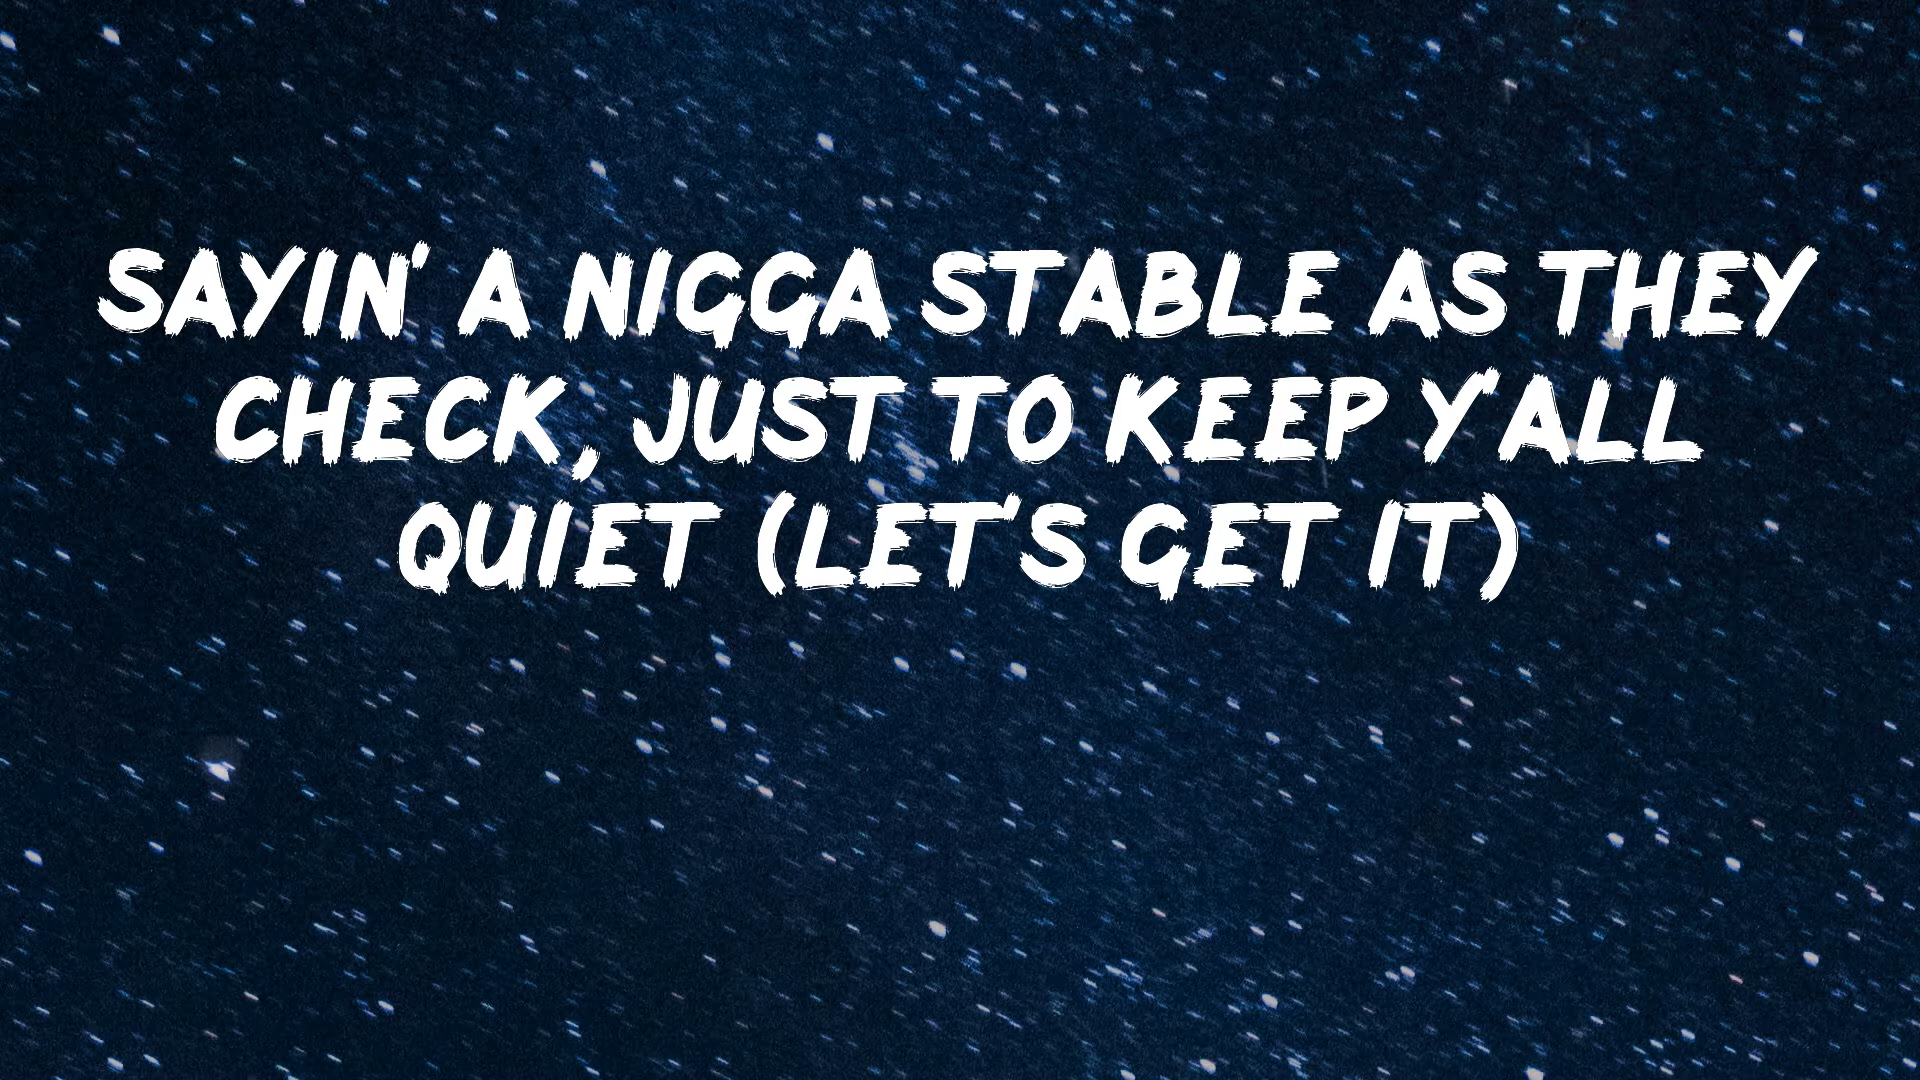 SAYIN' A NIGGA STABLE AS THEY
CHECK, JUST TO KEEP Y'ALL
QUIET (LET'S GET IT)